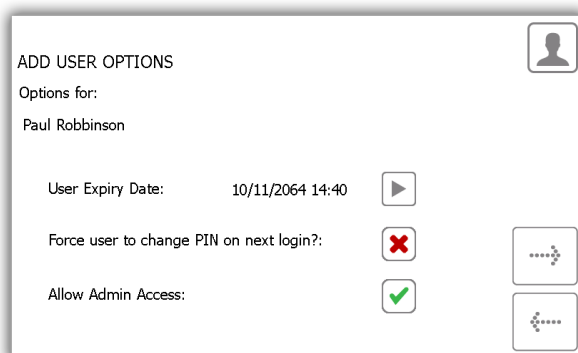 ADD USER OPTIONS
Options for:
Paul Robbinson
User Expiry Date: 10/11/2064 14:40
Force user to change PIN on next login?:
Allow Admin Access: